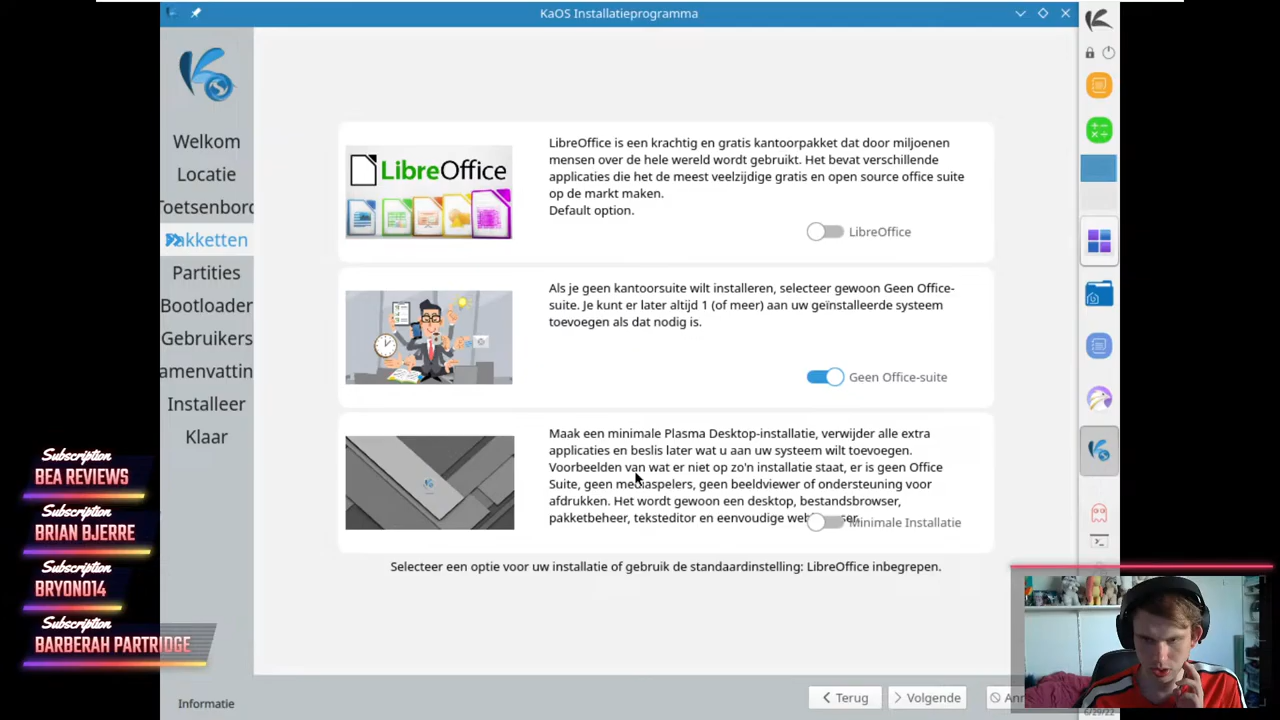 KaOS Installatieprogramma
Welkom
Locatie
oetsenbord
Pakketten
Partities
Bootloader
Gebruikers
amenvattin
Installeer
Klaar
Informatie
LibreOffice
LibreOffice is een krachtig en gratis kantoorpakket dat door miljoenen
mensen over de hele wereld wordt gebruikt. Het bevat verschillende
applicaties die het meest veelzijdige gratis en open source office suite
op de markt maken.
Default option.
LibreOffice
Als je geen kantoorsuite wilt installeren, selecteer gewoon Geen Office-
suite. Je kunt er later altijd 1 (of meer) aan uw geïnstalleerde systeem
toevoegen als dat nodig is.
Geen Office-suite
Maak een minimale Plasma Desktop-installatie, verwijder alle extra
applicaties en beslis later wat u aan uw systeem wilt toevoegen.
Voorbeelden van wat er niet op zo'n installatie staat, er is geen Office
Suite, geen mediaspelers, geen beeldviewer of ondersteuning voor
afdrukken. Het wordt gewoon een desktop, bestandsbrowser,
pakketbeheer, teksteditor en eenvoudige
Minimale Installatie
Selecteer een optie voor uw installatie of gebruik de standaardinstelling: LibreOffice inbegrepen.
Terug
Volgende
Subscription
BEA REVIEWS
Subscription
BRIAN BJERRE
Subscription
BRYONO14
Subscription
BARBERAH PARTRIDGE